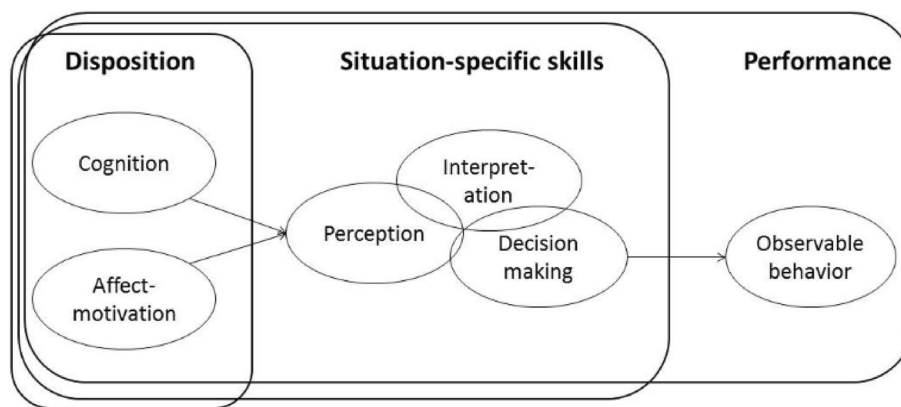 Disposition
Situation-specific skills
Performance
Cognition
Affect-
motivation
Perception
Interpret-
ation
Decision
making
Observable
behavior